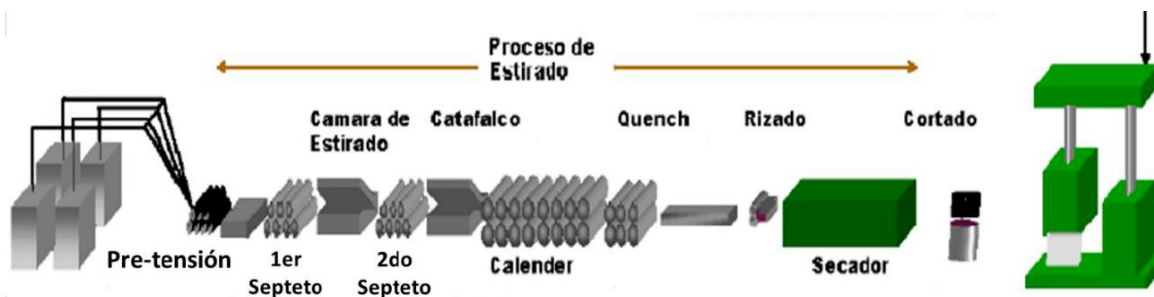 Proceso de
Estirado
Camara de
Estirado
Catafalco
Quench
Rizado
Cortado
Pre-tensión
1er
Septeto
2do
Septeto
Calender
Secador